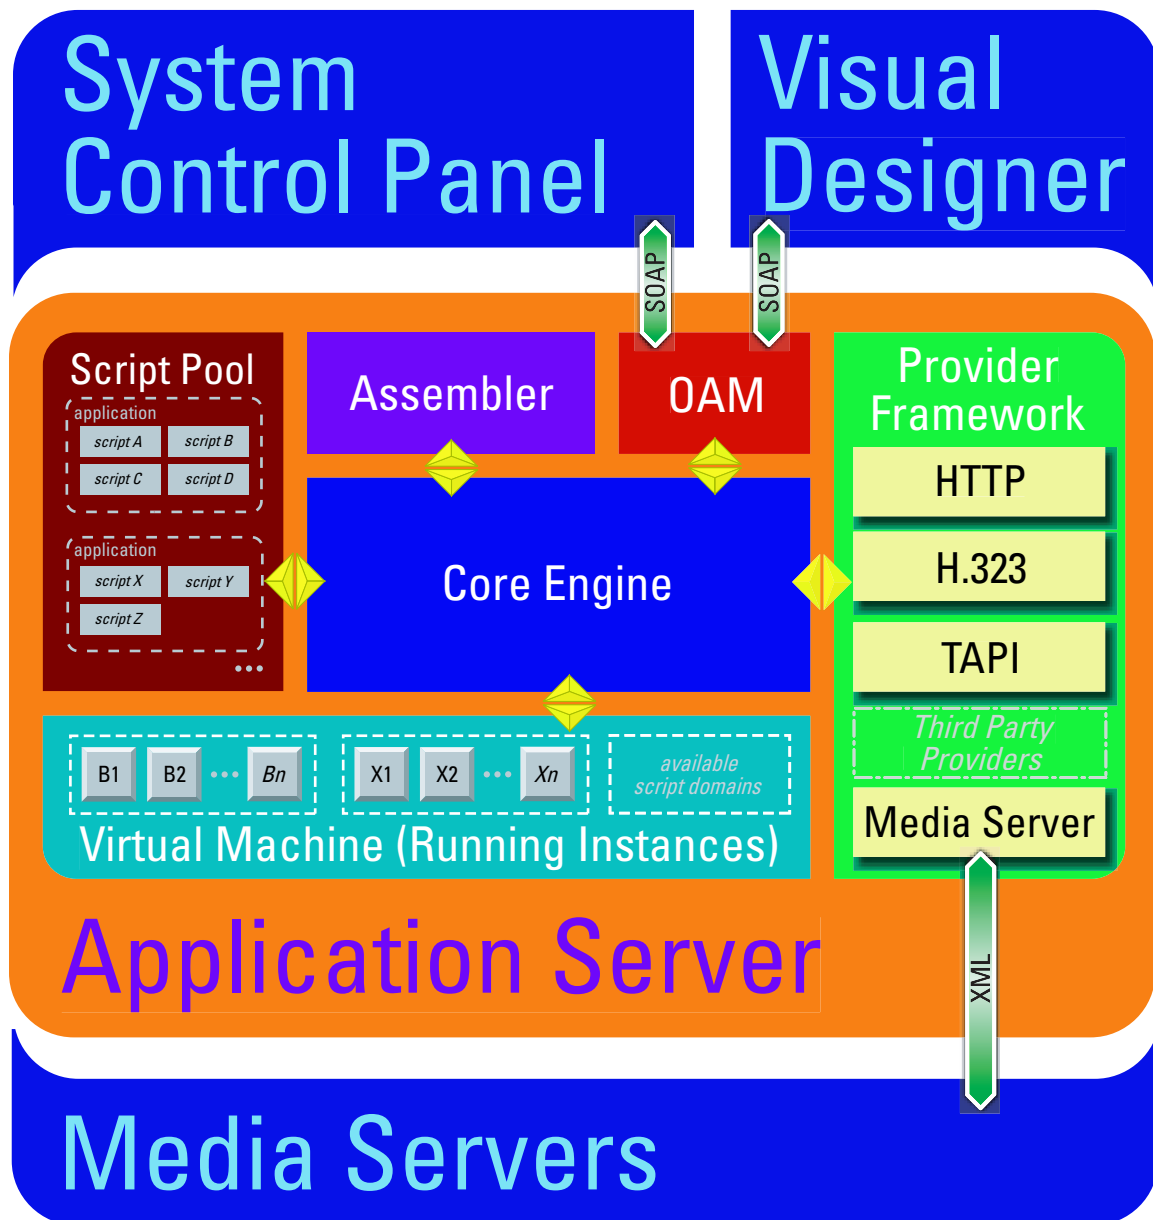 System
Control Panel
Visual
Designer
SOAP
SOAP
Script Pool
application
script A
script B
script C
script D
application
script X
script Y
script Z
...
Assembler
OAM
Core Engine
Provider
Framework
HTTP
H.323
TAPI
Third Party
Providers
Media Server
B1
B2
...
Bn
X1
X2
...
Xn
available
script domains
Virtual Machine (Running Instances)
Application Server
XML
Media Servers